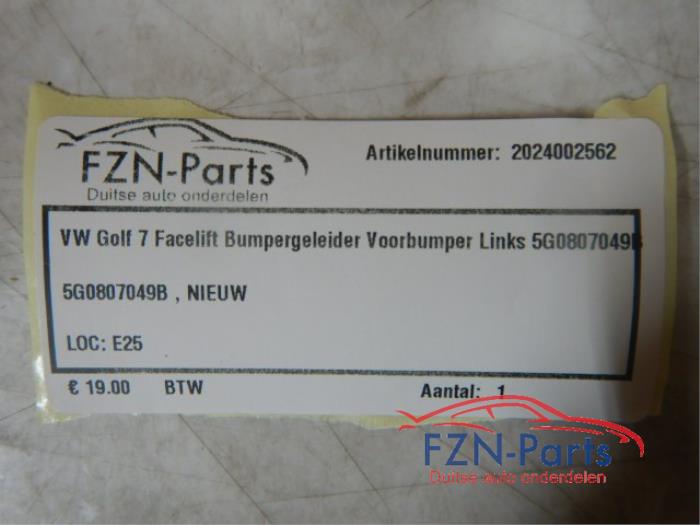 FZN-Parts
Duitse auto onderdelen
Artikelnummer: 2024002562
VW Golf 7 Facelift Bumpergeleider Voorbumper Links 5G0807049B
5G0807049B , NIEUW
LOC: E25
€ 19.00 BTW Aantal: 1
FZN-Parts
Duitse auto onderdelen